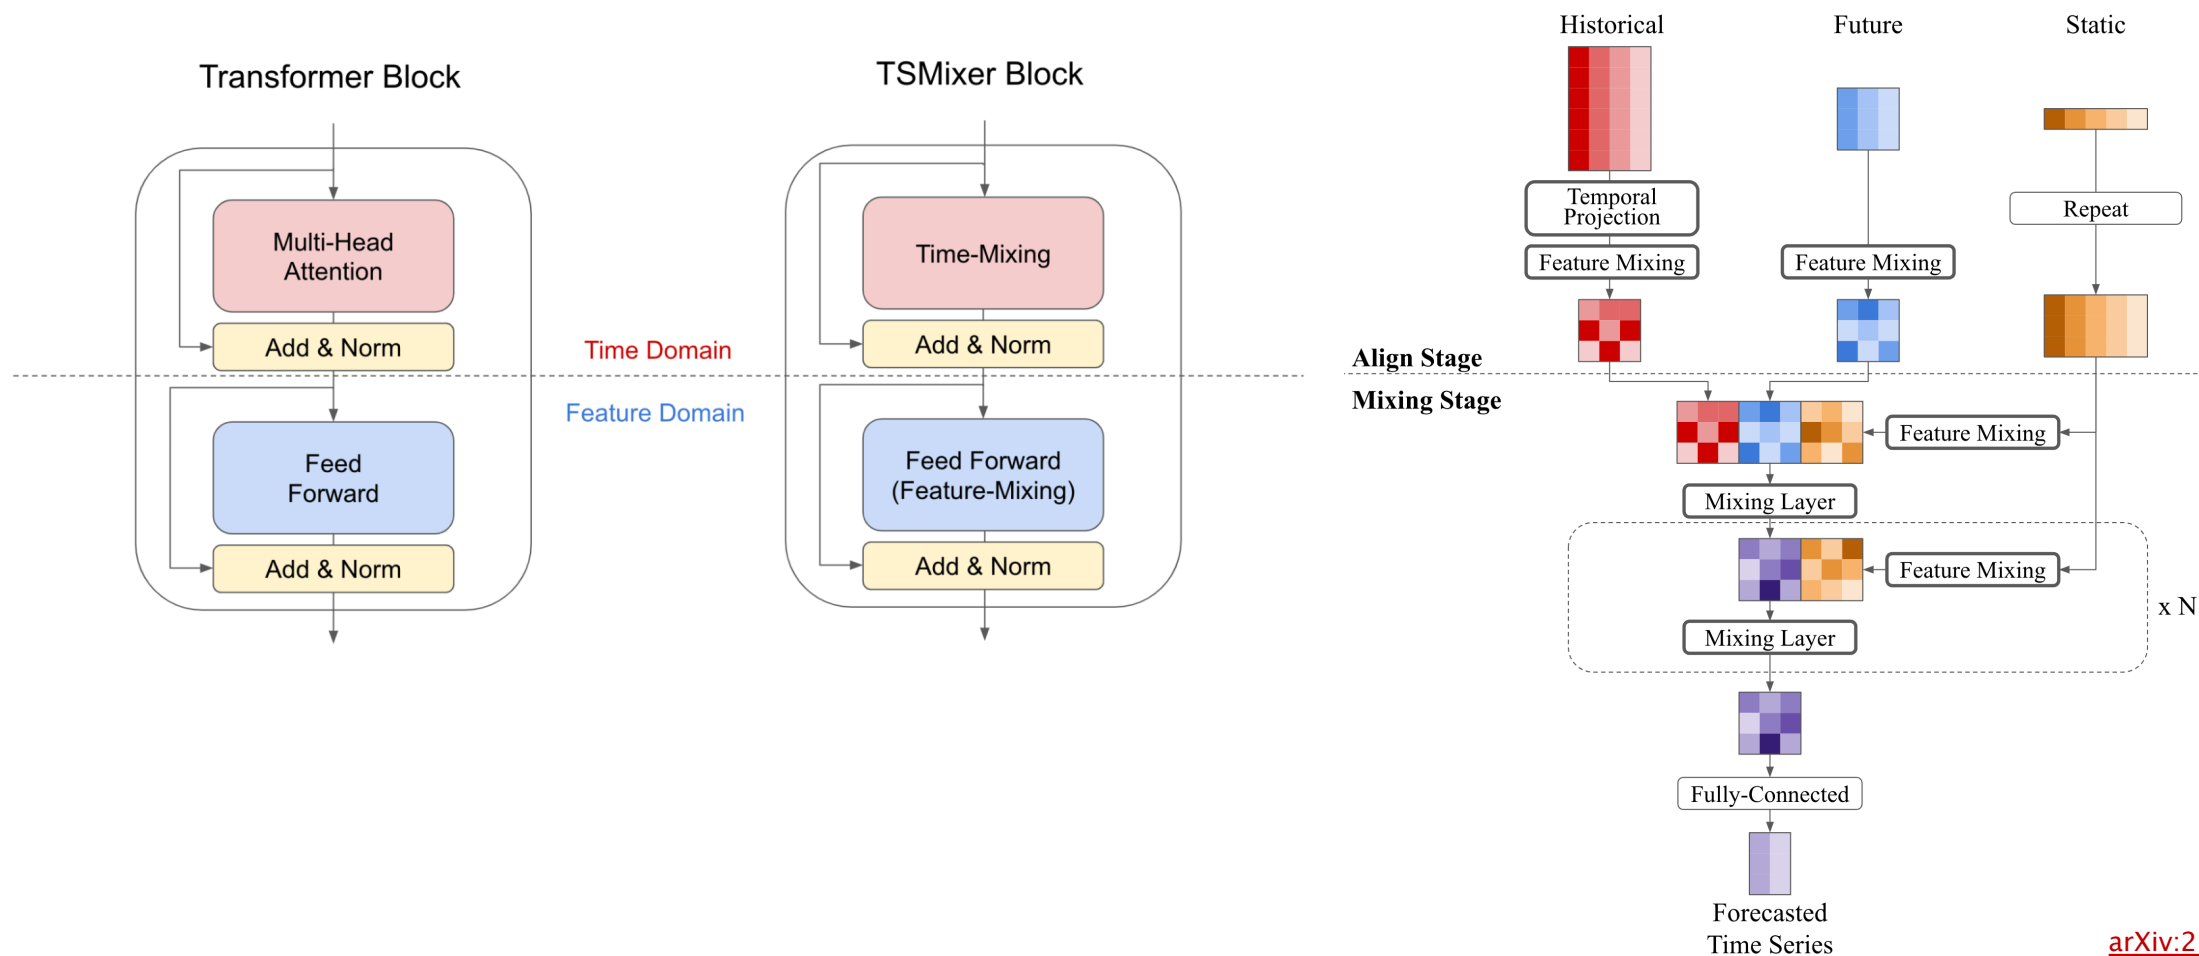 Transformer Block
Multi-Head
Attention
Add & Norm
Feed
Forward
Add & Norm
Time Domain
Feature Domain
TSMixer Block
Time-Mixing
Add & Norm
Feed Forward
(Feature-Mixing)
Add & Norm
Historical
Future
Static
Temporal
Projection
Repeat
Feature Mixing
Feature Mixing
Align Stage
Mixing Stage
Feature Mixing
Mixing Layer
Feature Mixing
x N
Mixing Layer
Fully-Connected
Forecasted
Time Series
arXiv:2